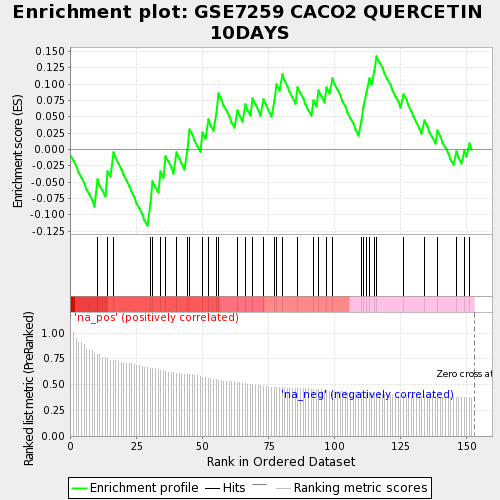 Enrichment plot: GSE7259 CACO2 QUERCETIN
10DAYS
Enrichment score (ES)
0.150
0.125
0.100
0.075
0.050
0.025
0.000
-0.025
-0.050
-0.075
-0.100
-0.125
'na_pos' (positively correlated)
Ranked list metric (PreRanked)
1.00
0.75
0.50
0.25
0.00
Zero cross at
'na_neg' (negatively correlated)
0
25
50
75
100
125
150
Rank in Ordered Dataset
Enrichment profile
Hits
Ranking metric scores